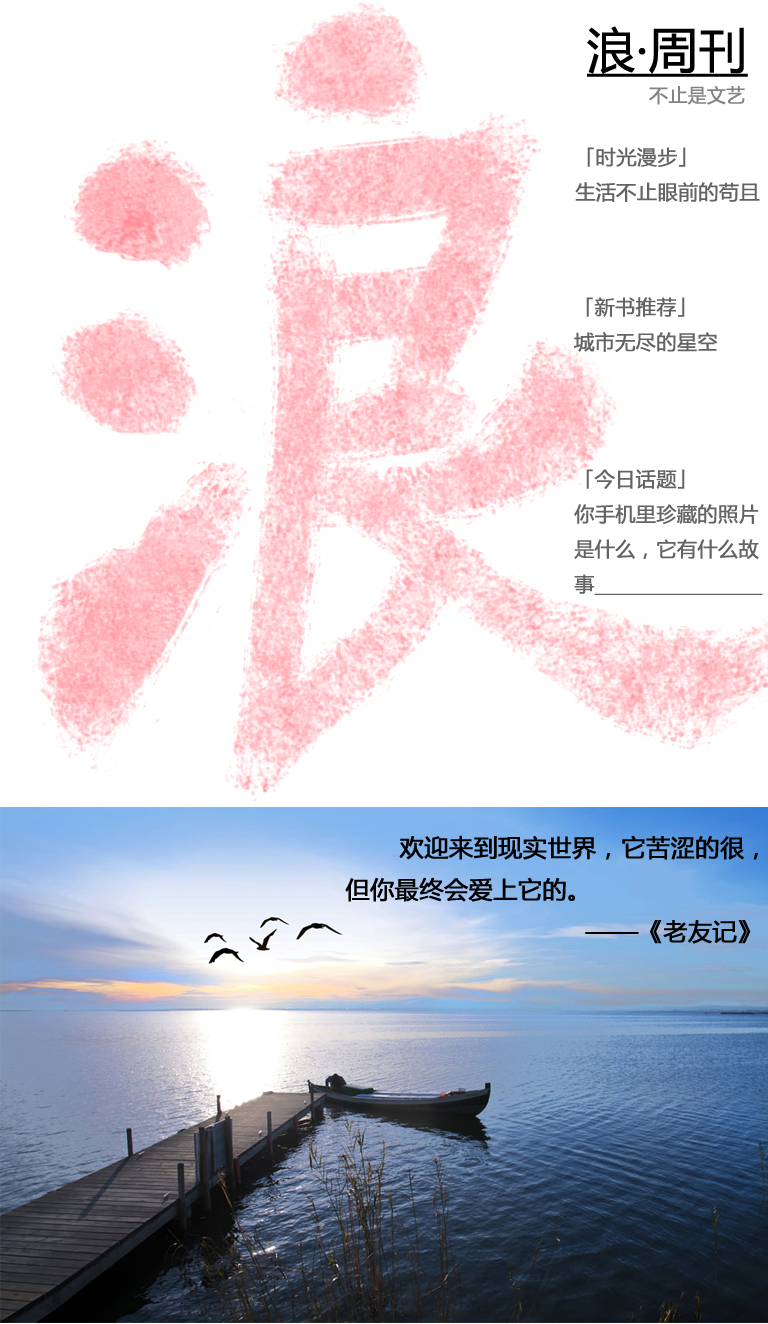 浪
浪·周刊
不止是文艺
「时光漫步」
生活不止眼前的苟且
「新书推荐」
城市无尽的星空
「今日话题」
你手机里珍藏的照片
是什么，它有什么故
事________________
欢迎来到现实世界，它苦涩的很，
但你最终会爱上它的。
——《老友记》